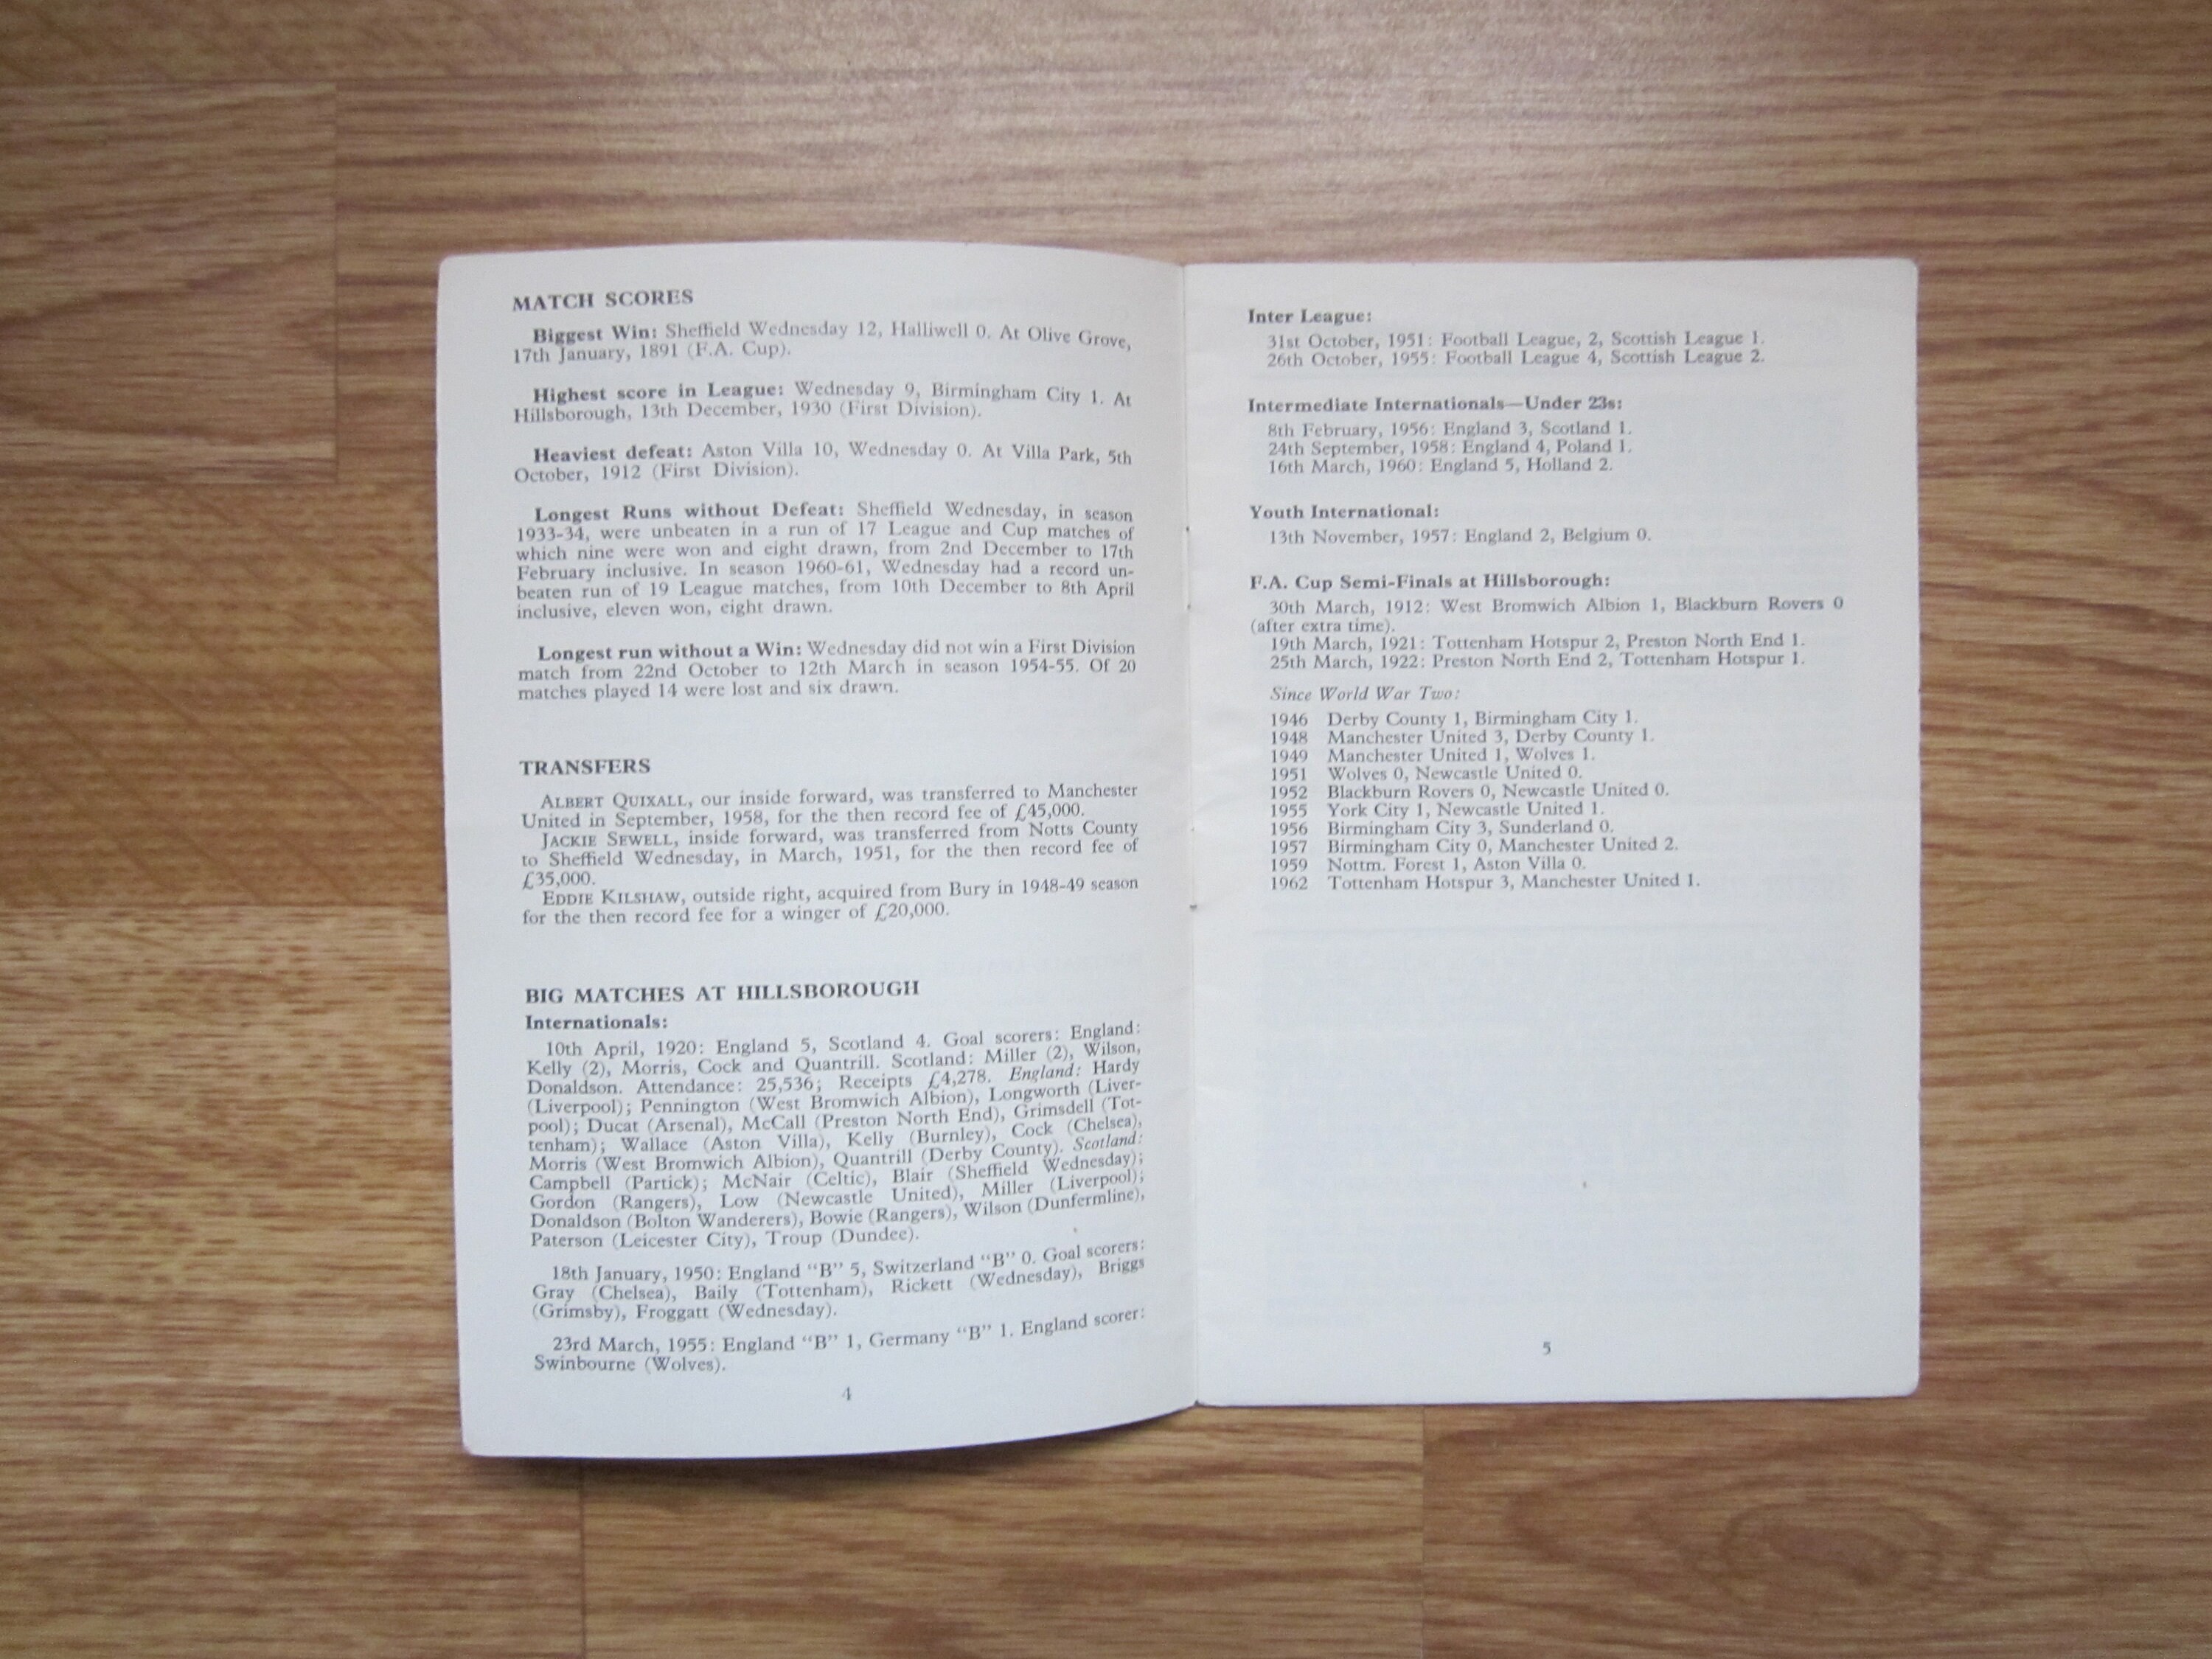 MATCH SCORES
Biggest Win: Sheffield Wednesday 12, Halliwell 0. At Olive Grove,
17th January, 1891 (F.A. Cup).
Highest score in League: Wednesday 9, Birmingham City 1. At
Hillsborough, 13th December, 1930 (First Division).
Heaviest defeat: Aston Villa 10, Wednesday 0. At Villa Park, 5th
October, 1912 (First Division).
Longest Runs without Defeat: Sheffield Wednesday, in season
1933-34, were unbeaten in a run of 17 League and Cup matches of
which nine were won and eight drawn, from 2nd December to 17th
February inclusive. In season 1960-61, Wednesday had a record un-
beaten run of 19 League matches, from 10th December to 8th April
inclusive, eleven won, eight drawn.
Longest run without a Win: Wednesday did not win a First Division
match from 22nd October to 12th March in season 1954-55. Of 20
matches played 14 were lost and six drawn.
TRANSFERS
ALBERT QUIXALL, our inside forward, was transferred to Manchester
United in September, 1958, for the then record fee of £45,000.
JACKIE SEWELL, inside forward, was transferred from Notts County
to Sheffield Wednesday, in March, 1951, for the then record fee of
£35,000.
EDDIE KILSHAW, outside right, acquired from Bury in 1948-49 season
for the then record fee for a winger of £20,000.
BIG MATCHES AT HILLSBOROUGH
Internationals:
10th April, 1920: England 5, Scotland 4. Goal scorers: England:
Kelly (2), Morris, Cock and Quantrill. Scotland: Miller (2), Wilson,
Donaldson. Attendance: 25,536; Receipts £4,278. England: Hardy
(Liverpool); Pennington (West Bromwich Albion), Longworth (Liver-
pool); Ducat (Arsenal), McCall (Preston North End), Grimsdell (Tot-
tenham); Wallace (Aston Villa), Kelly (Burnley), Cock (Chelsea),
Morris (West Bromwich Albion), Quantrill (Derby County). Scotland:
Campbell (Partick); McNair (Celtic), Blair (Sheffield Wednesday);
Gordon (Rangers), Low (Newcastle United), Miller (Liverpool);
Donaldson (Bolton Wanderers), Bowie (Rangers), Wilson (Dunfermline),
Paterson (Leicester City), Troup (Dundee).
18th January, 1950: England "B" 5, Switzerland "B" 0. Goal scorers:
Gray (Chelsea), Baily (Tottenham), Rickett (Wednesday), Briggs
(Grimsby), Froggatt (Wednesday).
23rd March, 1955: England "B" 1, Germany "B" 1. England scorer:
Swinbourne (Wolves).
4
Inter League:
31st October, 1951: Football League, 2, Scottish League 1.
26th October, 1955: Football League 4, Scottish League 2.
Intermediate Internationals—Under 23s:
8th February, 1956: England 3, Scotland 1.
24th September, 1958: England 4, Poland 1.
16th March, 1960: England 5, Holland 2.
Youth International:
13th November, 1957: England 2, Belgium 0.
F.A. Cup Semi-Finals at Hillsborough:
30th March, 1912: West Bromwich Albion 1, Blackburn Rovers 0
(after extra time).
19th March, 1921: Tottenham Hotspur 2, Preston North End 1.
25th March, 1922: Preston North End 2, Tottenham Hotspur 1.
Since World War Two:
1946 Derby County 1, Birmingham City 1.
1948 Manchester United 3, Derby County 1.
1949 Manchester United 1, Wolves 1.
1951 Wolves 0, Newcastle United 0.
1952 Blackburn Rovers 0, Newcastle United 0.
1955 York City 1, Newcastle United 1.
1956 Birmingham City 3, Sunderland 0.
1957 Birmingham City 0, Manchester United 2.
1959 Nottm. Forest 1, Aston Villa 0.
1962 Tottenham Hotspur 3, Manchester United 1.
5